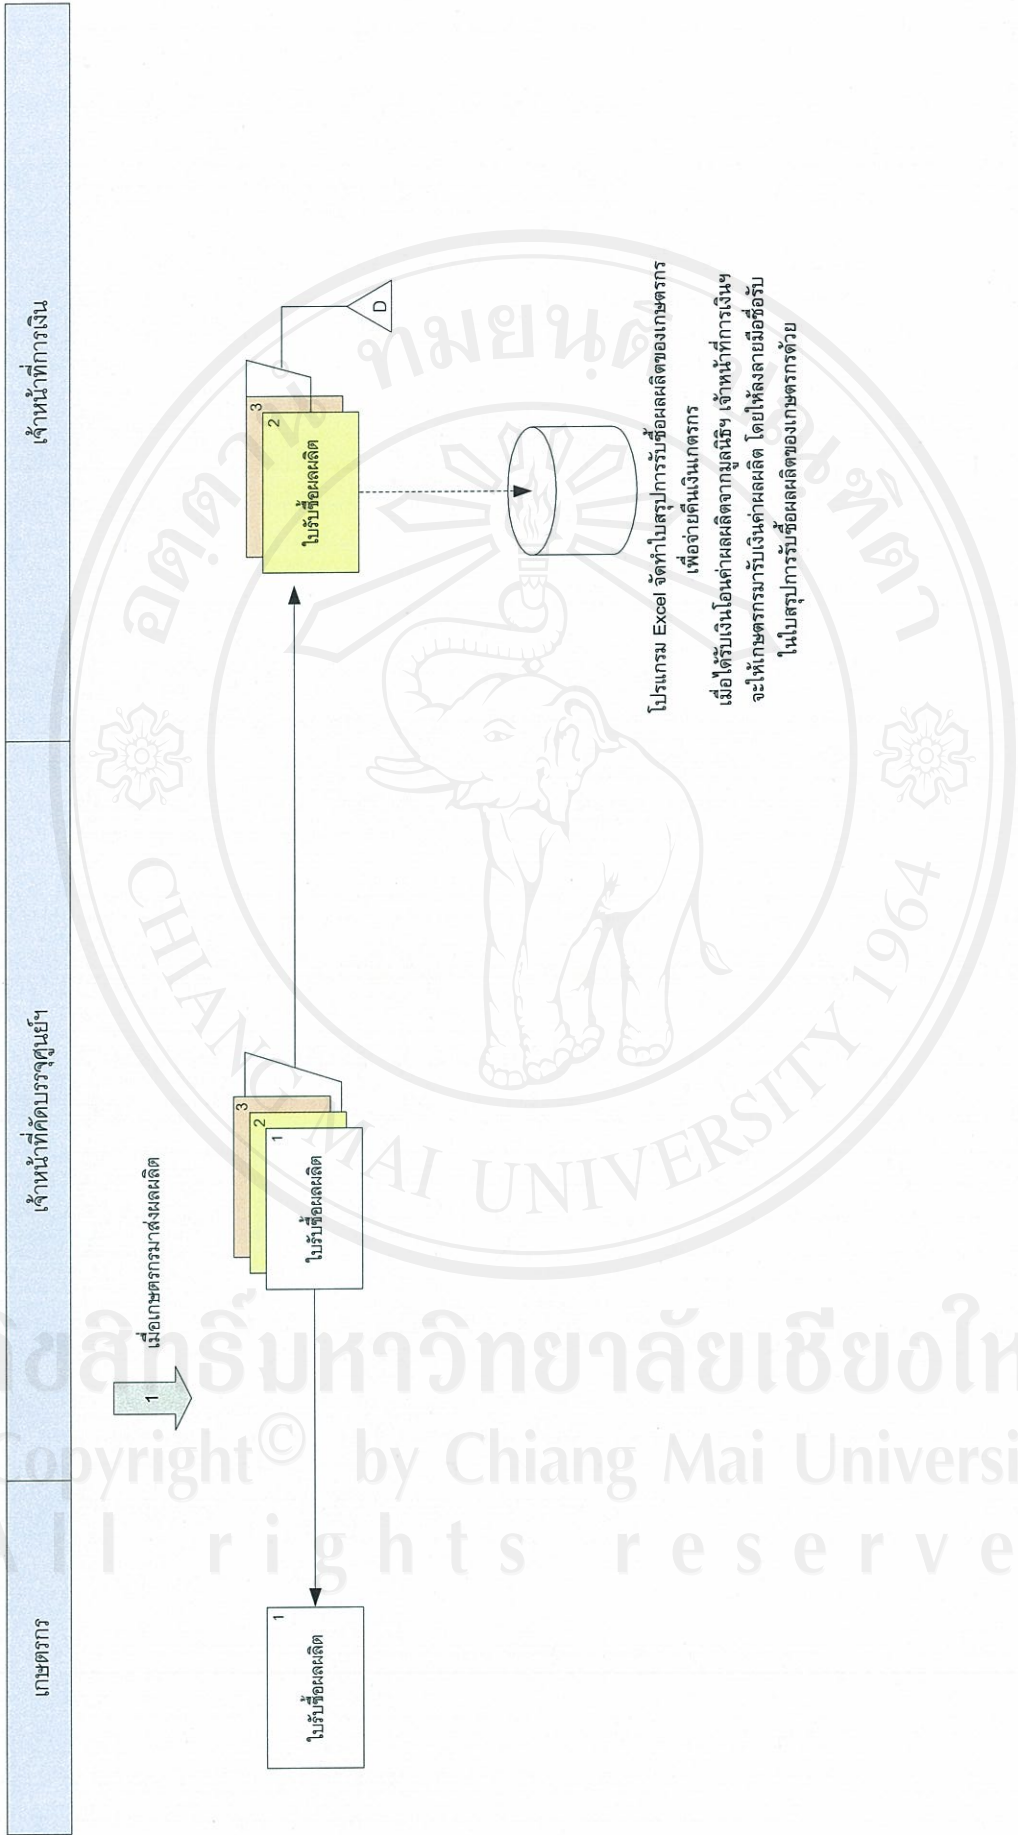 เกษตรกร
เจ้าหน้าที่คัดบรรจุศูนย์ฯ
เจ้าหน้าที่การเงิน
1
เมื่อเกษตรกรมาส่งผลผลิต
1
ใบรับซื้อผลผลิต
3
2
1
ใบรับซื้อผลผลิต
3
2
ใบรับซื้อผลผลิต
D
โปรแกรม Excel จัดทำใบสรุปการรับซื้อผลผลิตของเกษตรกร
เพื่อจ่ายคืนเงินเกตรกร
เมื่อได้รับเงินโอนค่าผลผลิตจากมูลนิธิฯ เจ้าหน้าที่การเงินฯ
จะให้เกษตรกรมารับเงินค่าผลผลิต โดยให้ลงลายมือชื่อรับ
ในใบสรุปการรับซื้อผลผลิตของเกษตรกรด้วย
CHIANG MAI UNIVERSITY 1964
สิทธิ์มหาวิทยาลัยเชียงให
Copyright© by Chiang Mai Universi
All rights reserve